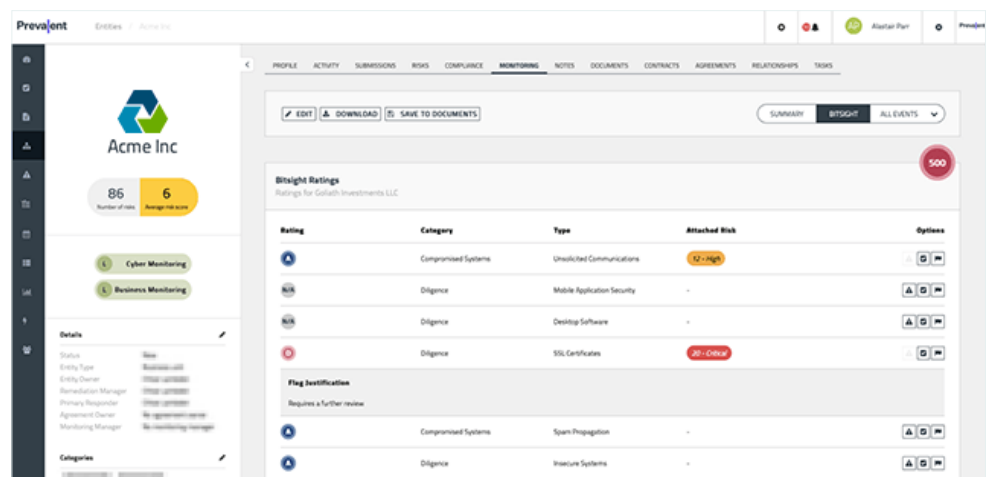 Prevalent Entities / Acme Inc AP Alastair Parr Prevalent
PROFILE ACTIVITY SUBMISSIONS RISKS COMPLIANCE MONITORING NOTES DOCUMENTS CONTRACTS AGREEMENTS RELATIONSHIPS TASKS
EDIT DOWNLOAD SAVE TO DOCUMENTS SUMMARY BITSIGHT ALL EVENTS
Acme Inc
86 6
Number of risks Average risk score
L Cyber Monitoring
L Business Monitoring
Details
Status New
Entity Type Business unit
Entity Owner
Remediation Manager
Primary Responder
Agreement Owner
Monitoring Manager
Categories
500
Bitsight Ratings
Ratings for Goliath Investments LLC
Rating Category Type Attached Risk Options
A Compromised Systems Unsolicited Communications 12 - High
N/A Diligence Mobile Application Security -
N/A Diligence Desktop Software -
D Diligence SSL Certificates 20 - Critical
Flag Justification
Requires a further review
A Compromised Systems Spam Propagation -
A Diligence Insecure Systems -